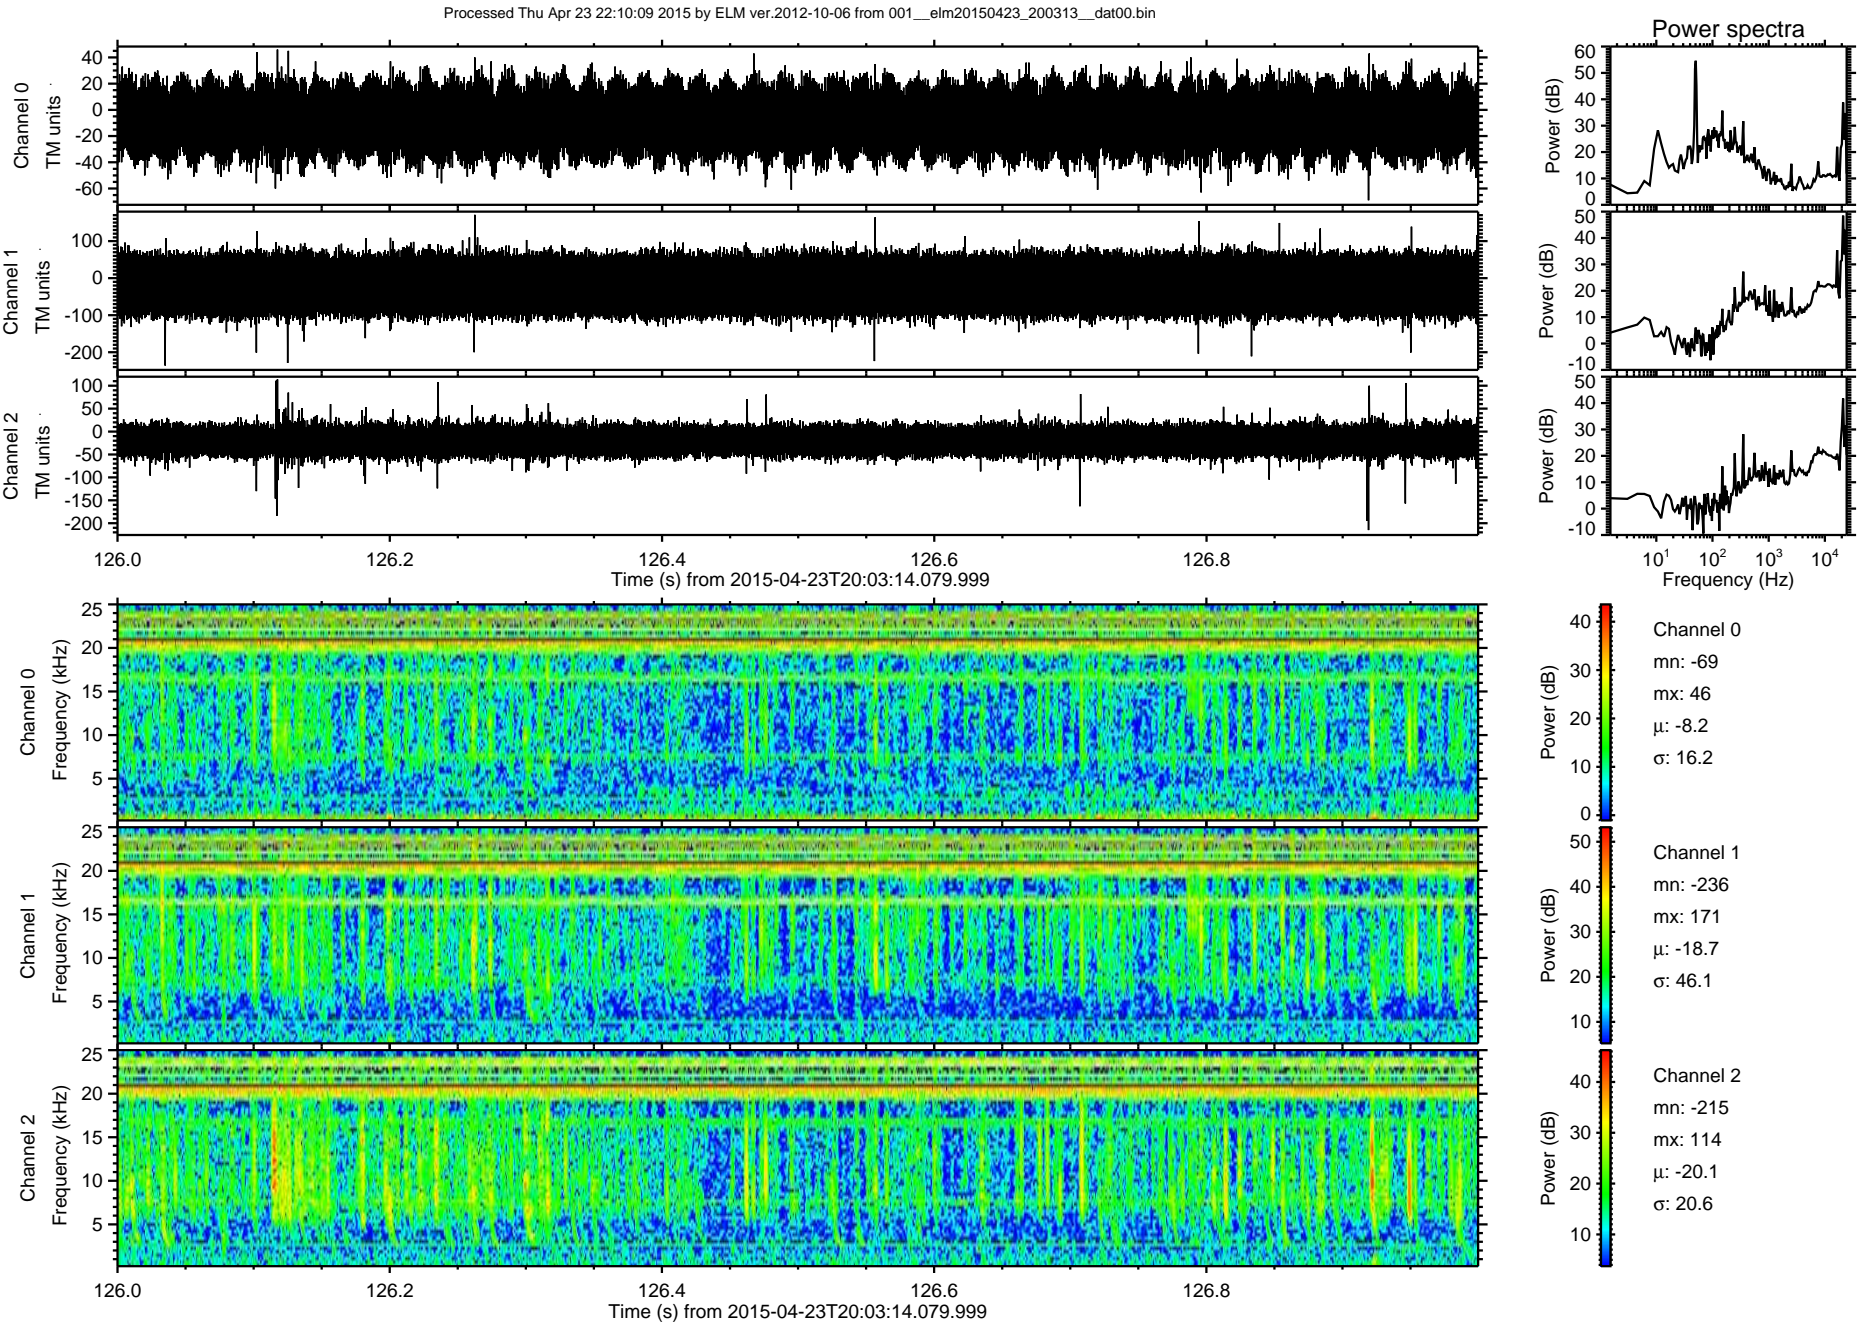 Processed Thu Apr 23 22:10:09 2015 by ELM ver.2012-10-06 from 001__elm20150423_200313__dat00.bin
Power spectra
Channel 0
TM units
40
20
0
-20
-40
-60
Power (dB)
60
50
40
30
20
10
0
Channel 1
TM units
100
0
-100
-200
Power (dB)
50
40
30
20
10
0
-10
Channel 2
TM units
100
50
0
-50
-100
-150
-200
Power (dB)
50
40
30
20
10
0
-10
126.0 126.2 126.4 126.6 126.8
Time (s) from 2015-04-23T20:03:14.079.999
10¹ 10² 10³ 10⁴
Frequency (Hz)
Channel 0
Frequency (kHz)
25
20
15
10
5
Power (dB)
40
30
20
10
0
Channel 0
mn: -69
mx: 46
μ: -8.2
σ: 16.2
Channel 1
Frequency (kHz)
25
20
15
10
5
Power (dB)
50
40
30
20
10
Channel 1
mn: -236
mx: 171
μ: -18.7
σ: 46.1
Channel 2
Frequency (kHz)
25
20
15
10
5
Power (dB)
40
30
20
10
Channel 2
mn: -215
mx: 114
μ: -20.1
σ: 20.6
126.0 126.2 126.4 126.6 126.8
Time (s) from 2015-04-23T20:03:14.079.999